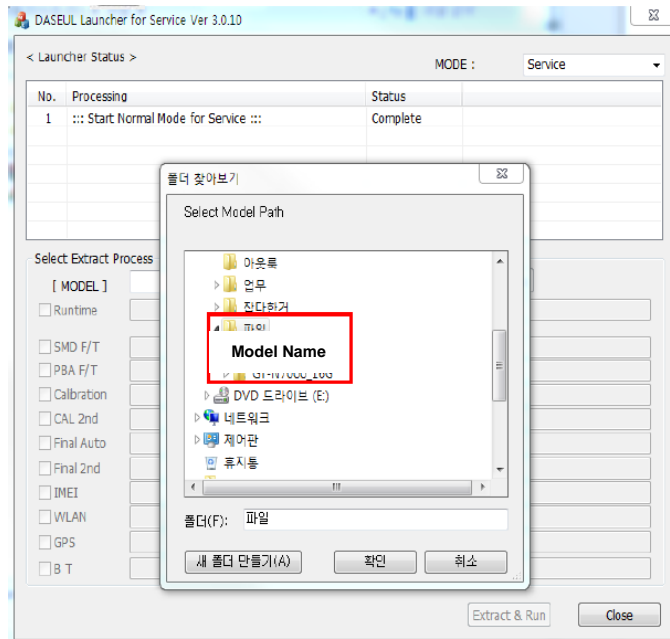 DASEUL Launcher for Service Ver 3.0.10
< Launcher Status >
MODE : Service
No. Processing Status
1 ::: Start Normal Mode for Service ::: Complete
폴더 찾아보기
Select Model Path
아웃룩
업무
잡다한거
파일
Model Name
GT-N7000_16G
DVD 드라이브 (E:)
네트워크
제어판
휴지통
폴더(F): 파일
새 폴더 만들기(A) 확인 취소
Select Extract Process
[ MODEL ]
Runtime
SMD F/T
PBA F/T
Calbration
CAL 2nd
Final Auto
Final 2nd
IMEI
WLAN
GPS
B T
Extract & Run Close